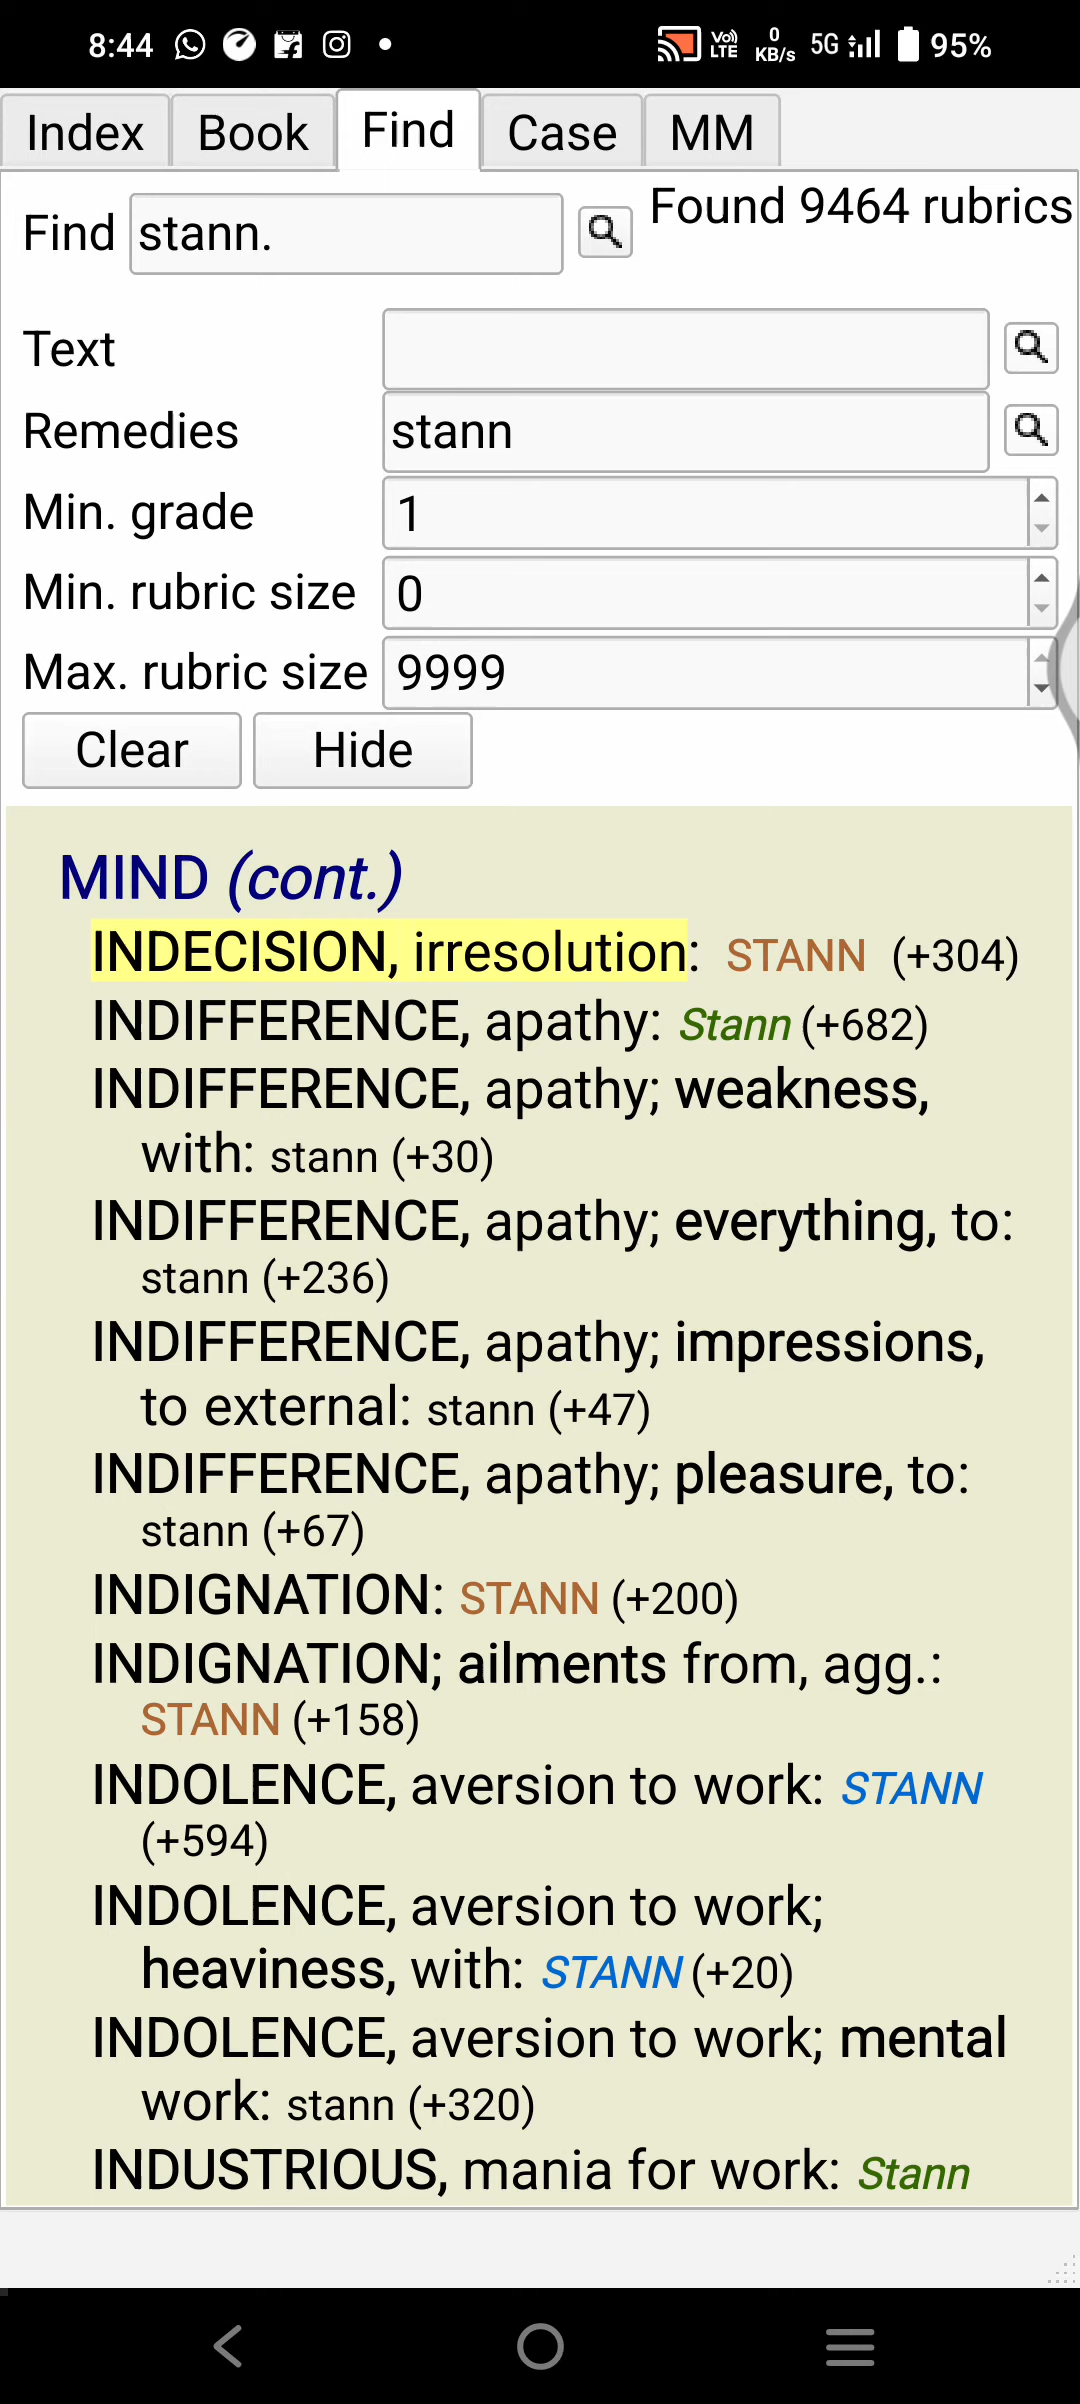 8:44 Vo) LTE 0 KB/s 5G 95%
Index Book Find Case MM
Find stann. Found 9464 rubrics
Text
Remedies stann
Min. grade 1
Min. rubric size 0
Max. rubric size 9999
Clear Hide
MIND (cont.)
INDECISION, irresolution: STANN (+304)
INDIFFERENCE, apathy: Stann (+682)
INDIFFERENCE, apathy; weakness,
with: stann (+30)
INDIFFERENCE, apathy; everything, to:
stann (+236)
INDIFFERENCE, apathy; impressions,
to external: stann (+47)
INDIFFERENCE, apathy; pleasure, to:
stann (+67)
INDIGNATION: STANN (+200)
INDIGNATION; ailments from, agg.:
STANN (+158)
INDOLENCE, aversion to work: STANN
(+594)
INDOLENCE, aversion to work;
heaviness, with: STANN (+20)
INDOLENCE, aversion to work; mental
work: stann (+320)
INDUSTRIOUS, mania for work: Stann